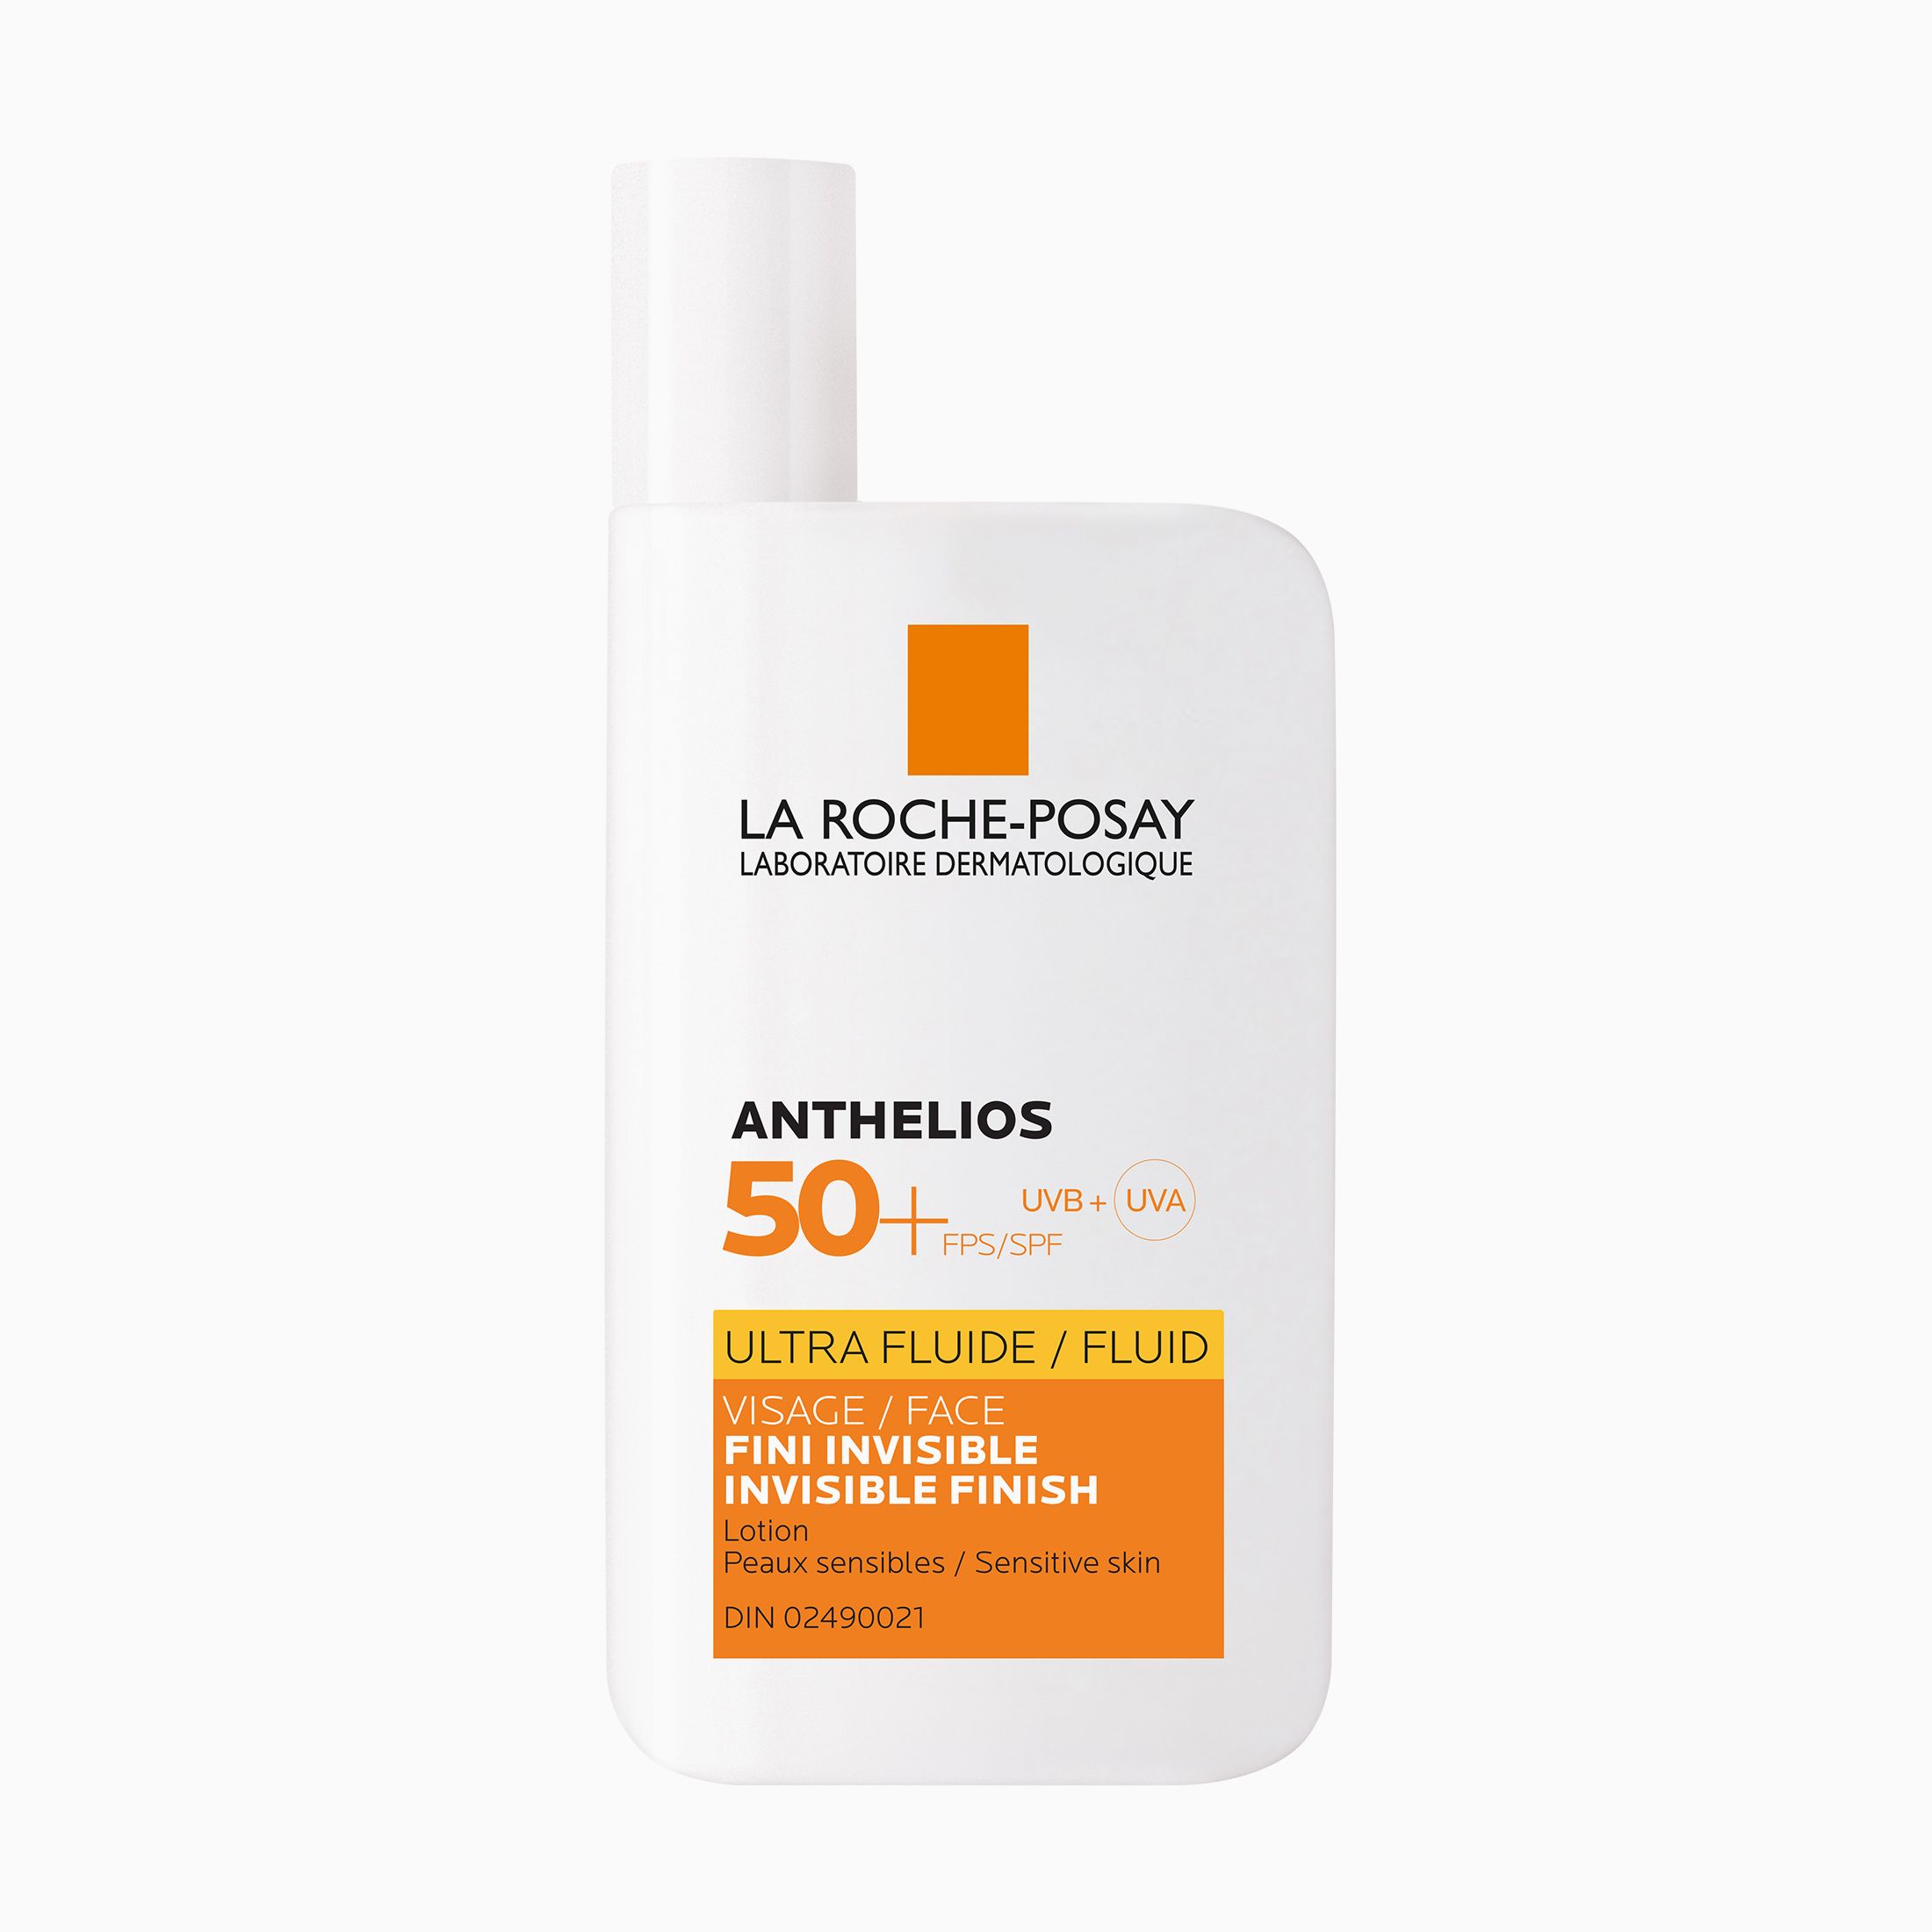 LA ROCHE-POSAY
LABORATOIRE DERMATOLOGIQUE
ANTHELIOS
50+ FPS/SPF UVB + UVA
ULTRA FLUIDE / FLUID
VISAGE / FACE
FINI INVISIBLE
INVISIBLE FINISH
Lotion
Peaux sensibles / Sensitive skin
DIN 02490021